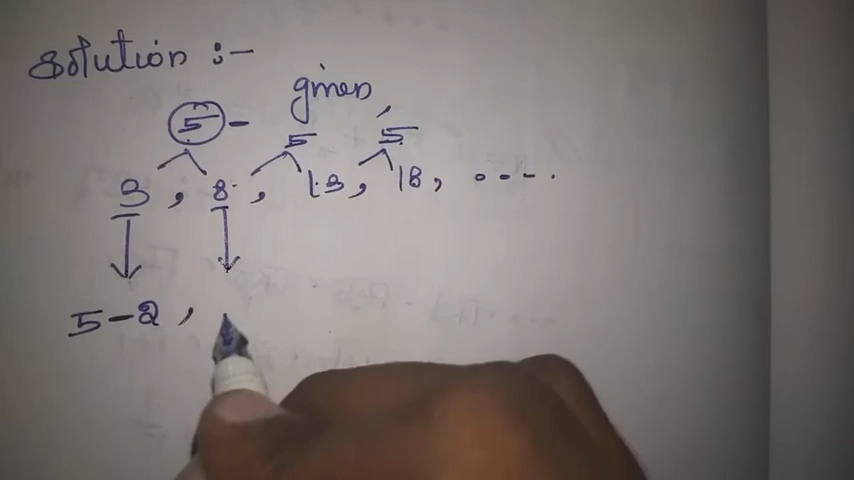 Solution :-
given,
5 - 5 5
3, 8, 13, 18, .....
5-2,